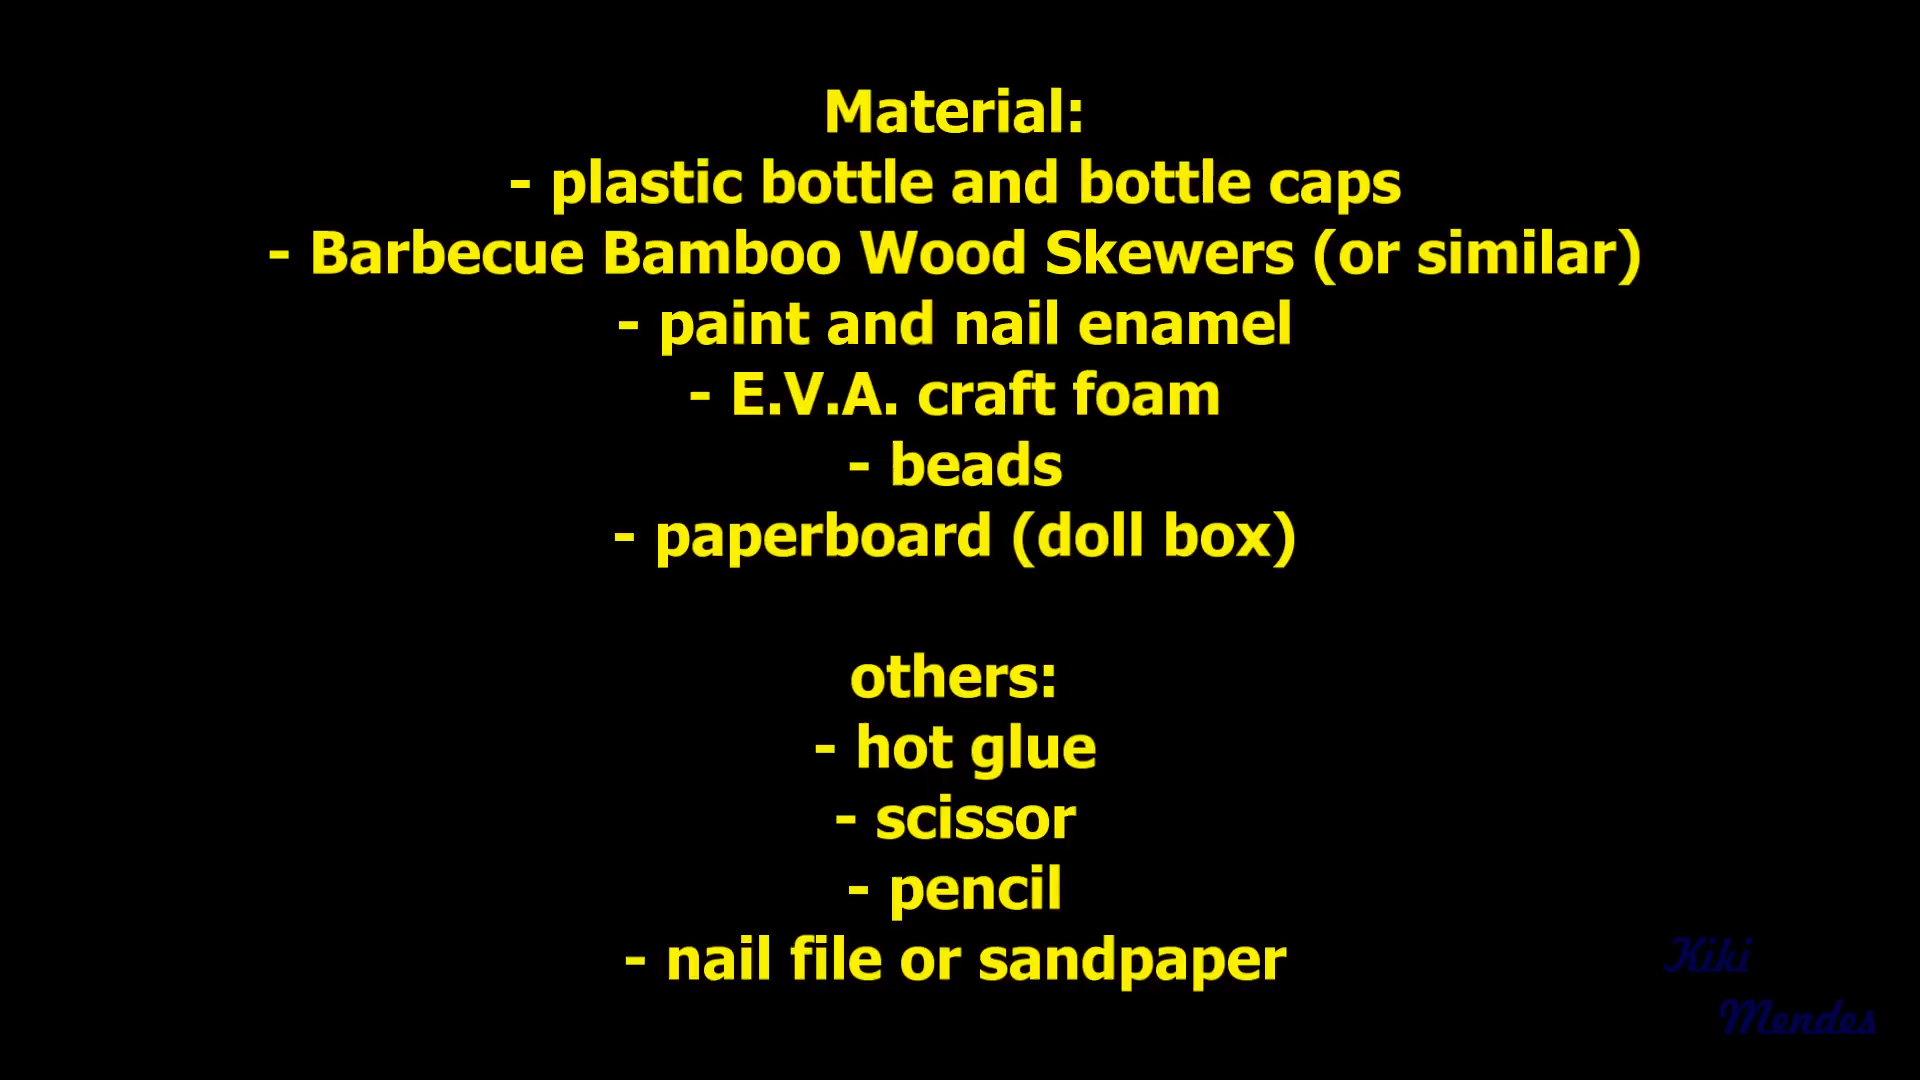 Material:
- plastic bottle and bottle caps
- Barbecue Bamboo Wood Skewers (or similar)
- paint and nail enamel
- E.V.A. craft foam
- beads
- paperboard (doll box)
others:
- hot glue
- scissor
- pencil
- nail file or sandpaper
Kiki
Mendes